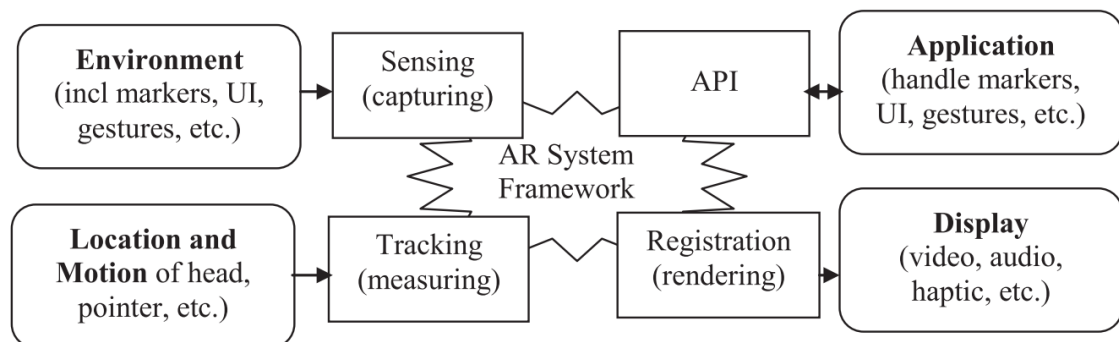 Environment
(incl markers, UI,
gestures, etc.)
Sensing
(capturing)
API
Application
(handle markers,
UI, gestures, etc.)
AR System
Framework
Location and
Motion of head,
pointer, etc.)
Tracking
(measuring)
Registration
(rendering)
Display
(video, audio,
haptic, etc.)